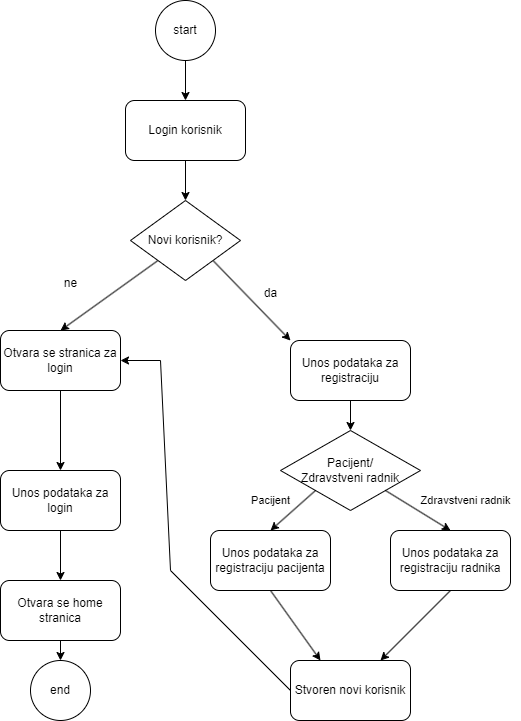 start
Login korisnik
Novi korisnik?
ne
da
Otvara se stranica za
login
Unos podataka za
registraciju
Pacijent/
Zdravstveni radnik
Pacijent
Zdravstveni radnik
Unos podataka za
login
Unos podataka za
registraciju pacijenta
Unos podataka za
registraciju radnika
Otvara se home
stranica
Stvoren novi korisnik
end